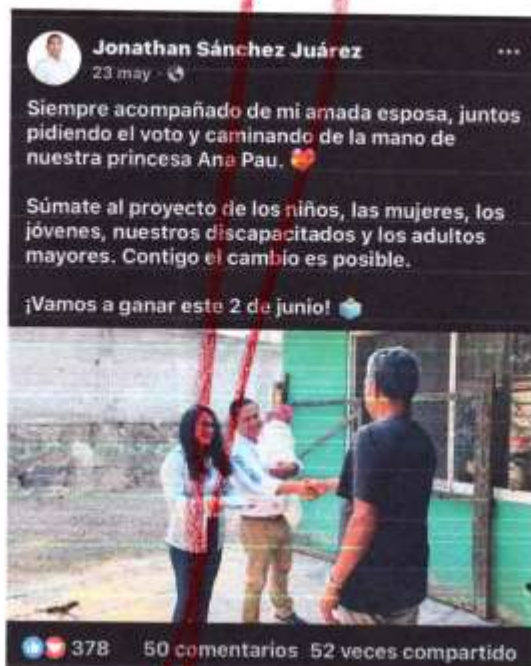 Jonathan Sánchez Juárez
23 may
Siempre acompañado de mi amada esposa, juntos
pidiendo el voto y caminando de la mano de
nuestra princesa Ana Pau.
Súmate al proyecto de los niños, las mujeres, los
jóvenes, nuestros discapacitados y los adultos
mayores. Contigo el cambio es posible.
¡Vamos a ganar este 2 de junio!
378 50 comentarios 52 veces compartido